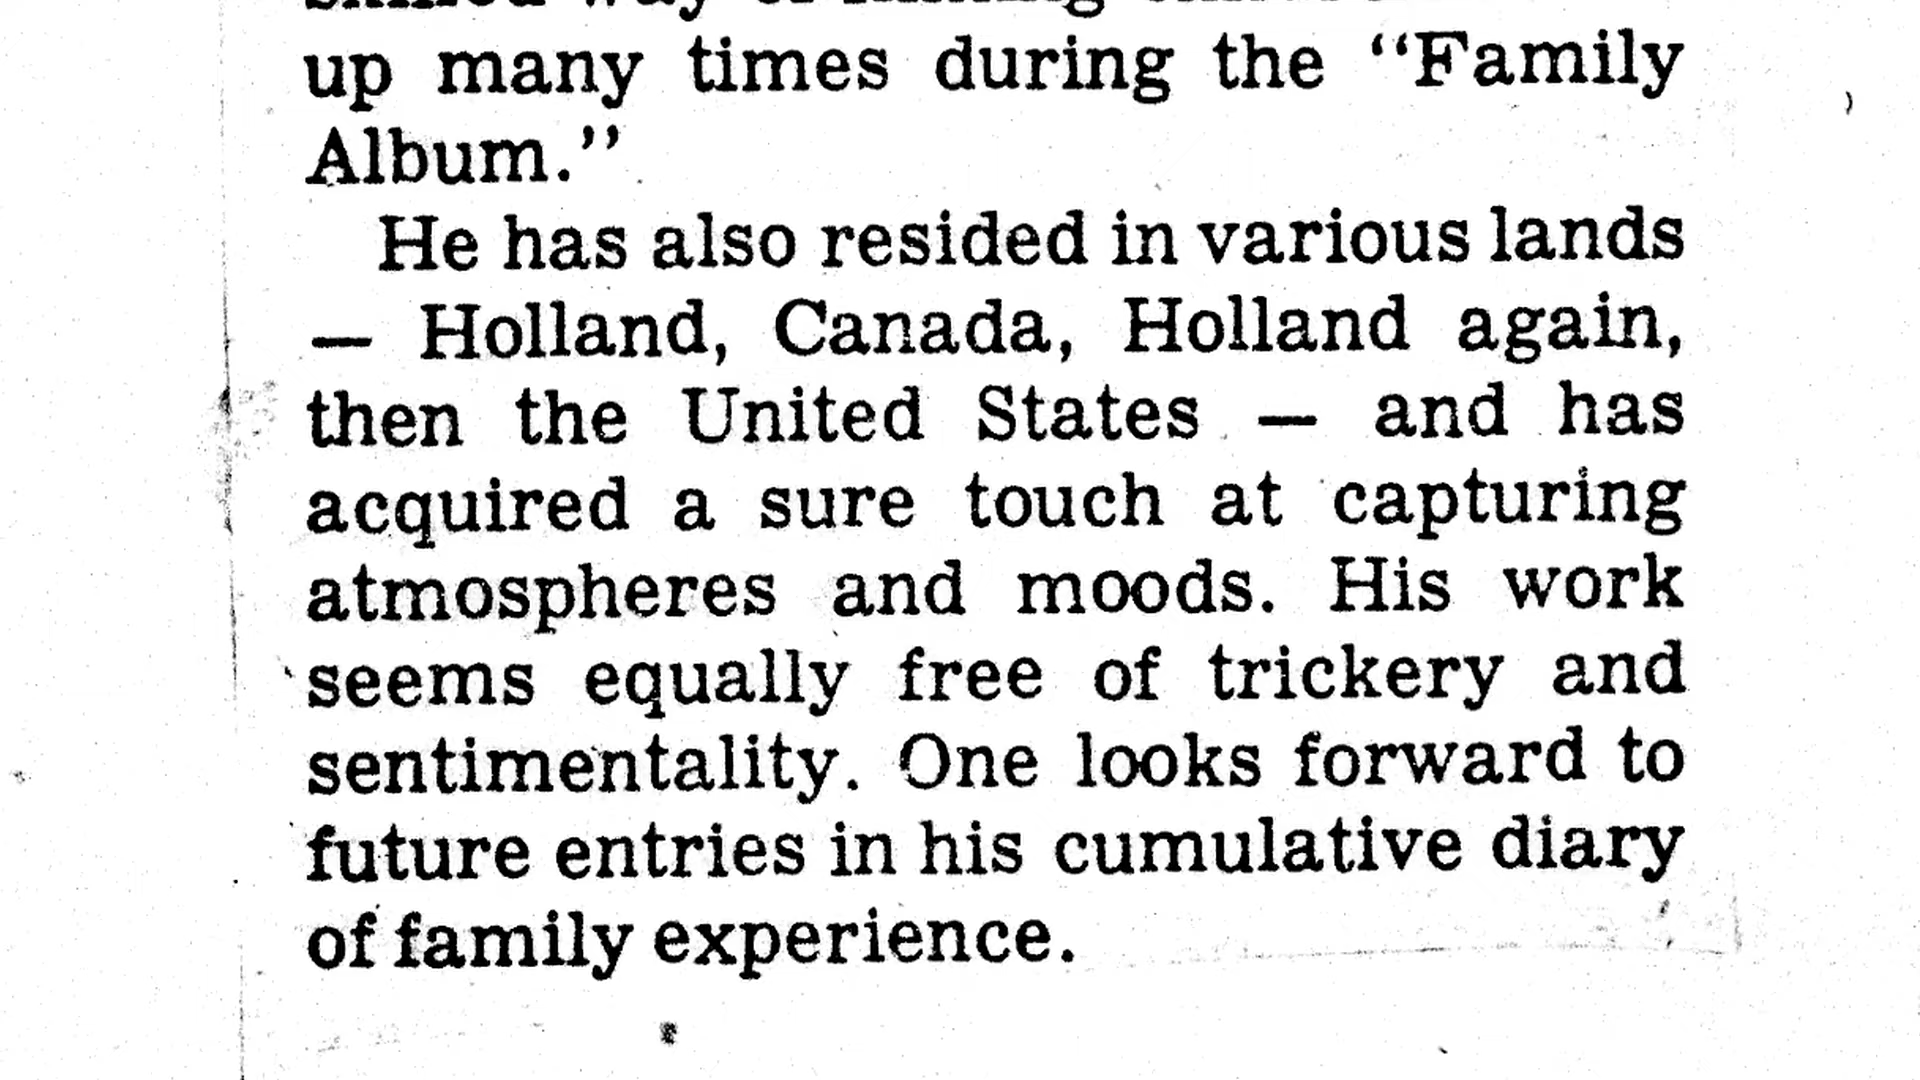 up many times during the “Family
Album.”
He has also resided in various lands
— Holland, Canada, Holland again,
then the United States — and has
acquired a sure touch at capturing
atmospheres and moods. His work
seems equally free of trickery and
sentimentality. One looks forward to
future entries in his cumulative diary
of family experience.